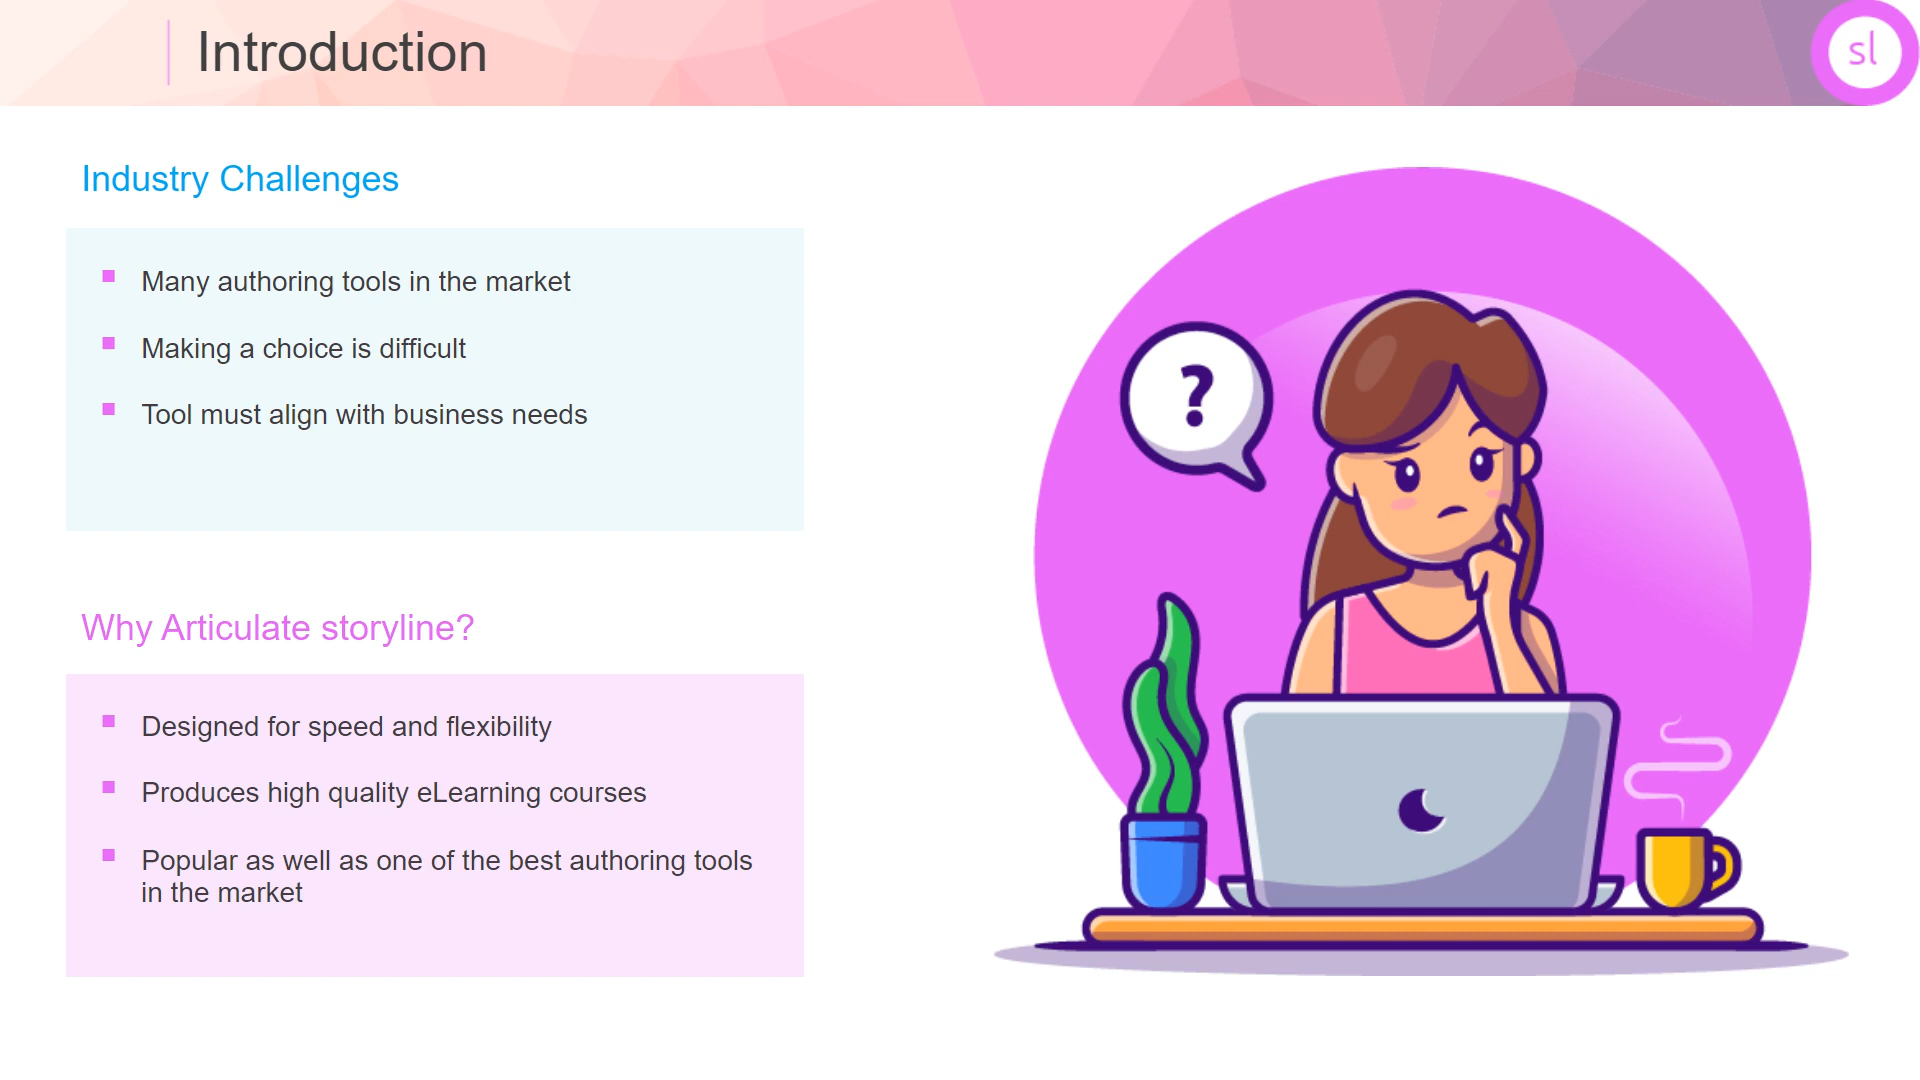 Introduction
sl
Industry Challenges
Many authoring tools in the market
Making a choice is difficult
Tool must align with business needs
?
Why Articulate storyline?
Designed for speed and flexibility
Produces high quality eLearning courses
Popular as well as one of the best authoring tools
in the market